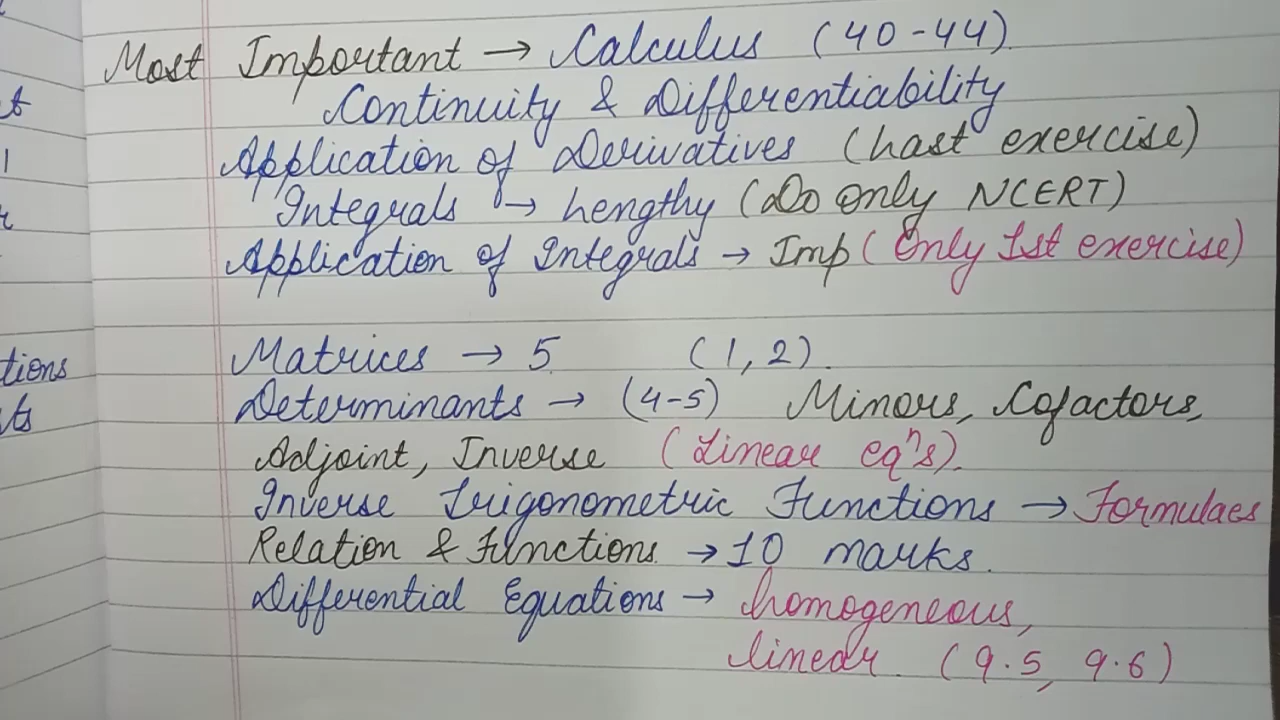 Most Important → Calculus (40-44)
Continuity & Differentiability
Application of Derivatives (Last exercise)
Integrals → Lengthy (Do only NCERT)
Application of Integrals → Imp (Only 1st exercise)
Matrices → 5 (1, 2)
Determinants → (4-5) Minors, Cofactors,
Adjoint, Inverse (Linear eqⁿs)
Inverse Trigonometric Functions → Formulaes
Relation & Functions → 10 marks.
Differential Equations → homogeneous,
linear (9.5, 9.6)
tions
ts